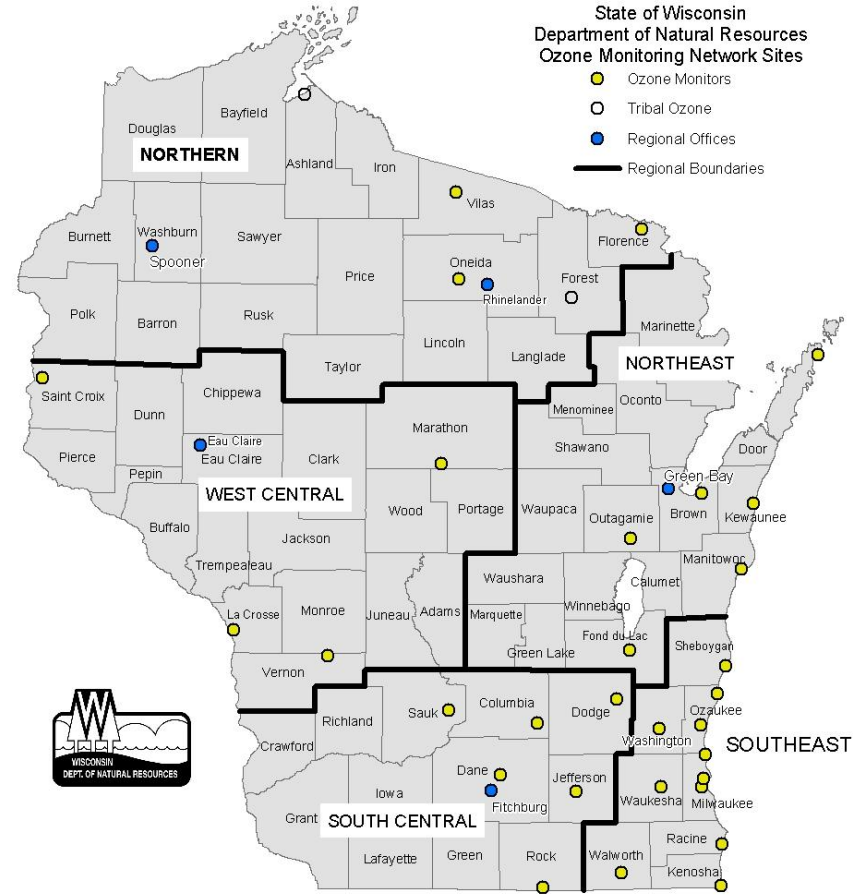 State of Wisconsin
Department of Natural Resources
Ozone Monitoring Network Sites
Ozone Monitors
Tribal Ozone
Regional Offices
Regional Boundaries
Douglas
Bayfield
NORTHERN
Ashland
Iron
Vilas
Burnett
Washburn
Spooner
Sawyer
Price
Oneida
Rhinelander
Forest
Florence
Polk
Barron
Rusk
Taylor
Lincoln
Langlade
Marinette
NORTHEAST
Saint Croix
Dunn
Chippewa
Eau Claire
Eau Claire
Clark
Marathon
Menominee
Oconto
Shawano
Door
Pierce
Pepin
WEST CENTRAL
Wood
Portage
Waupaca
Green Bay
Outagamie
Brown
Kewaunee
Buffalo
Trempealeau
Jackson
Waushara
Calumet
Manitowoc
La Crosse
Monroe
Juneau
Adams
Marquette
Winnebago
Green Lake
Fond du Lac
Sheboygan
Vernon
Richland
Sauk
Columbia
Dodge
Washington
Ozaukee
SOUTHEAST
Crawford
Grant
Iowa
Dane
Fitchburg
Jefferson
Waukesha
Milwaukee
SOUTH CENTRAL
Lafayette
Green
Rock
Walworth
Racine
Kenosha
W
WISCONSIN
DEPT. OF NATURAL RESOURCES